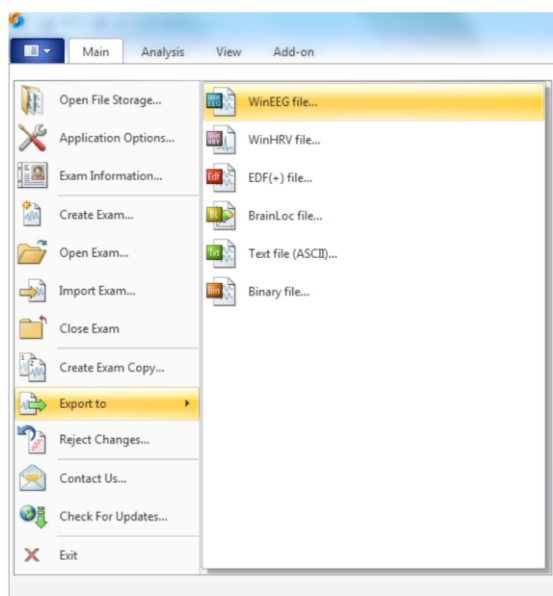 Main Analysis View Add-on
Open File Storage...
Application Options...
Exam Information...
Create Exam...
Open Exam...
Import Exam...
Close Exam
Create Exam Copy...
Export to
Reject Changes...
Contact Us...
Check For Updates...
Exit
WinEEG file...
WinHRV file...
EDF(+) file...
BrainLoc file...
Text file (ASCII)...
Binary file...